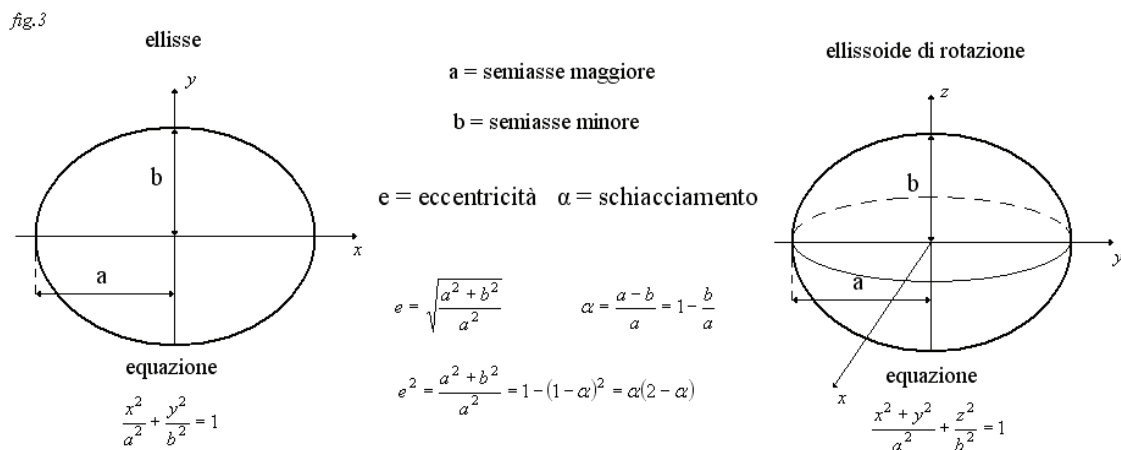 fig.3
ellisse
y
b
x
a
equazione
x²/a² + y²/b² = 1
a = semiasse maggiore
b = semiasse minore
e = eccentricità α = schiacciamento
e = √((a² + b²)/a²) α = (a − b)/a = 1 − b/a
e² = (a² + b²)/a² = 1 − (1 − α)² = α(2 − α)
ellissoide di rotazione
z
b
y
a
x
equazione
(x² + y²)/a² + z²/b² = 1